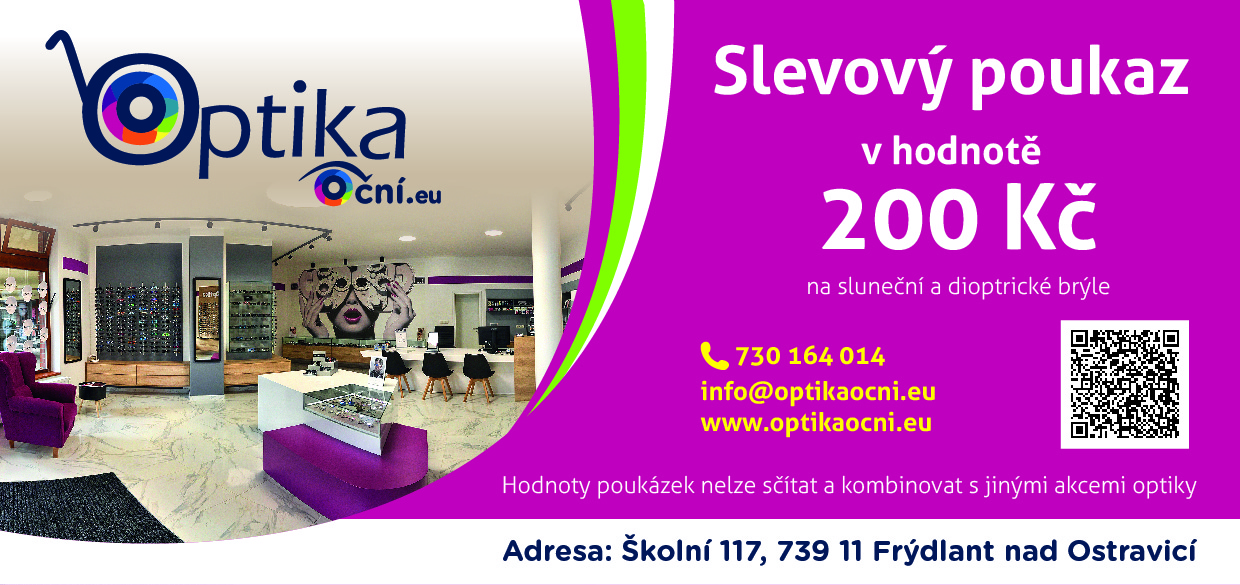 Optika
Oční.eu
Slevový poukaz
v hodnotě
200 Kč
na sluneční a dioptrické brýle
730 164 014
info@optikaocni.eu
www.optikaocni.eu
Hodnoty poukázek nelze sčítat a kombinovat s jinými akcemi optiky
Adresa: Školní 117, 739 11 Frýdlant nad Ostravicí